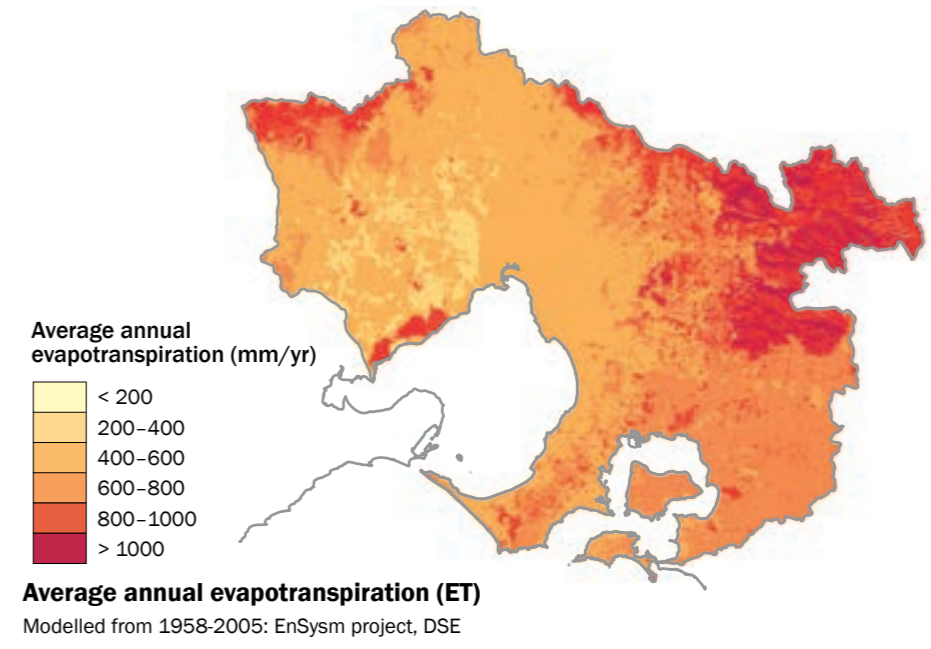 Average annual
evapotranspiration (mm/yr)
< 200
200–400
400–600
600–800
800–1000
> 1000
Average annual evapotranspiration (ET)
Modelled from 1958-2005: EnSysm project, DSE